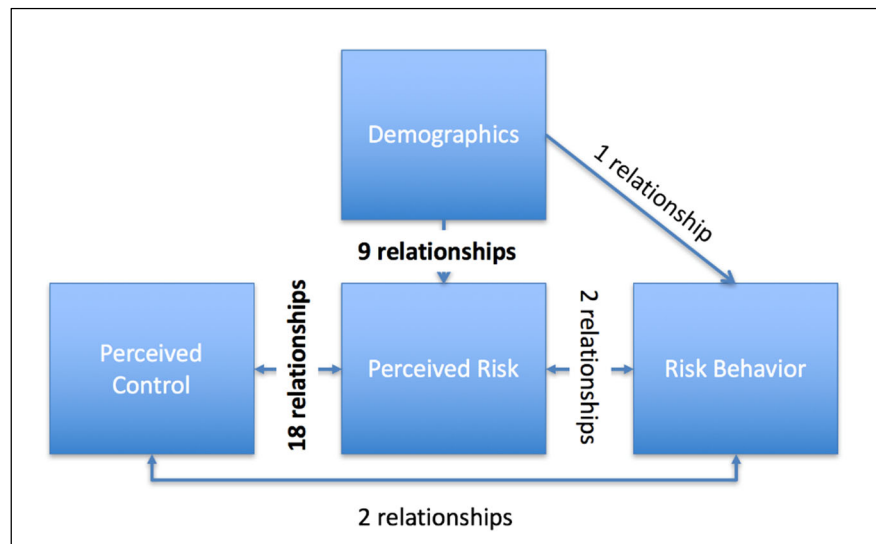 Demographics
1 relationship
9 relationships
Perceived
Control
18 relationships
Perceived Risk
2 relationships
Risk Behavior
2 relationships